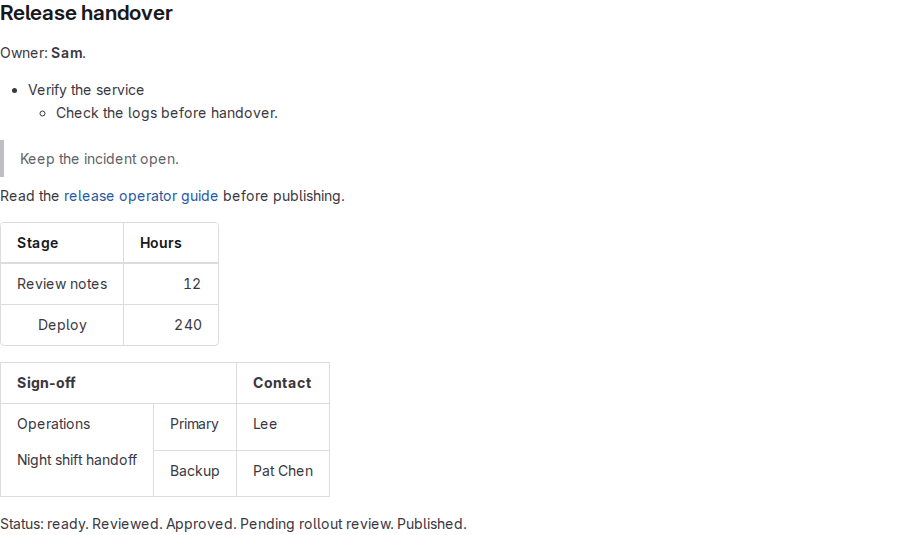 Release handover
Owner: Sam.
Verify the service
Check the logs before handover.
Keep the incident open.
Read the release operator guide before publishing.
Stage Hours
Review notes 12
Deploy 240
Sign-off Contact
Operations Primary Lee
Night shift handoff
Backup Pat Chen
Status: ready. Reviewed. Approved. Pending rollout review. Published.